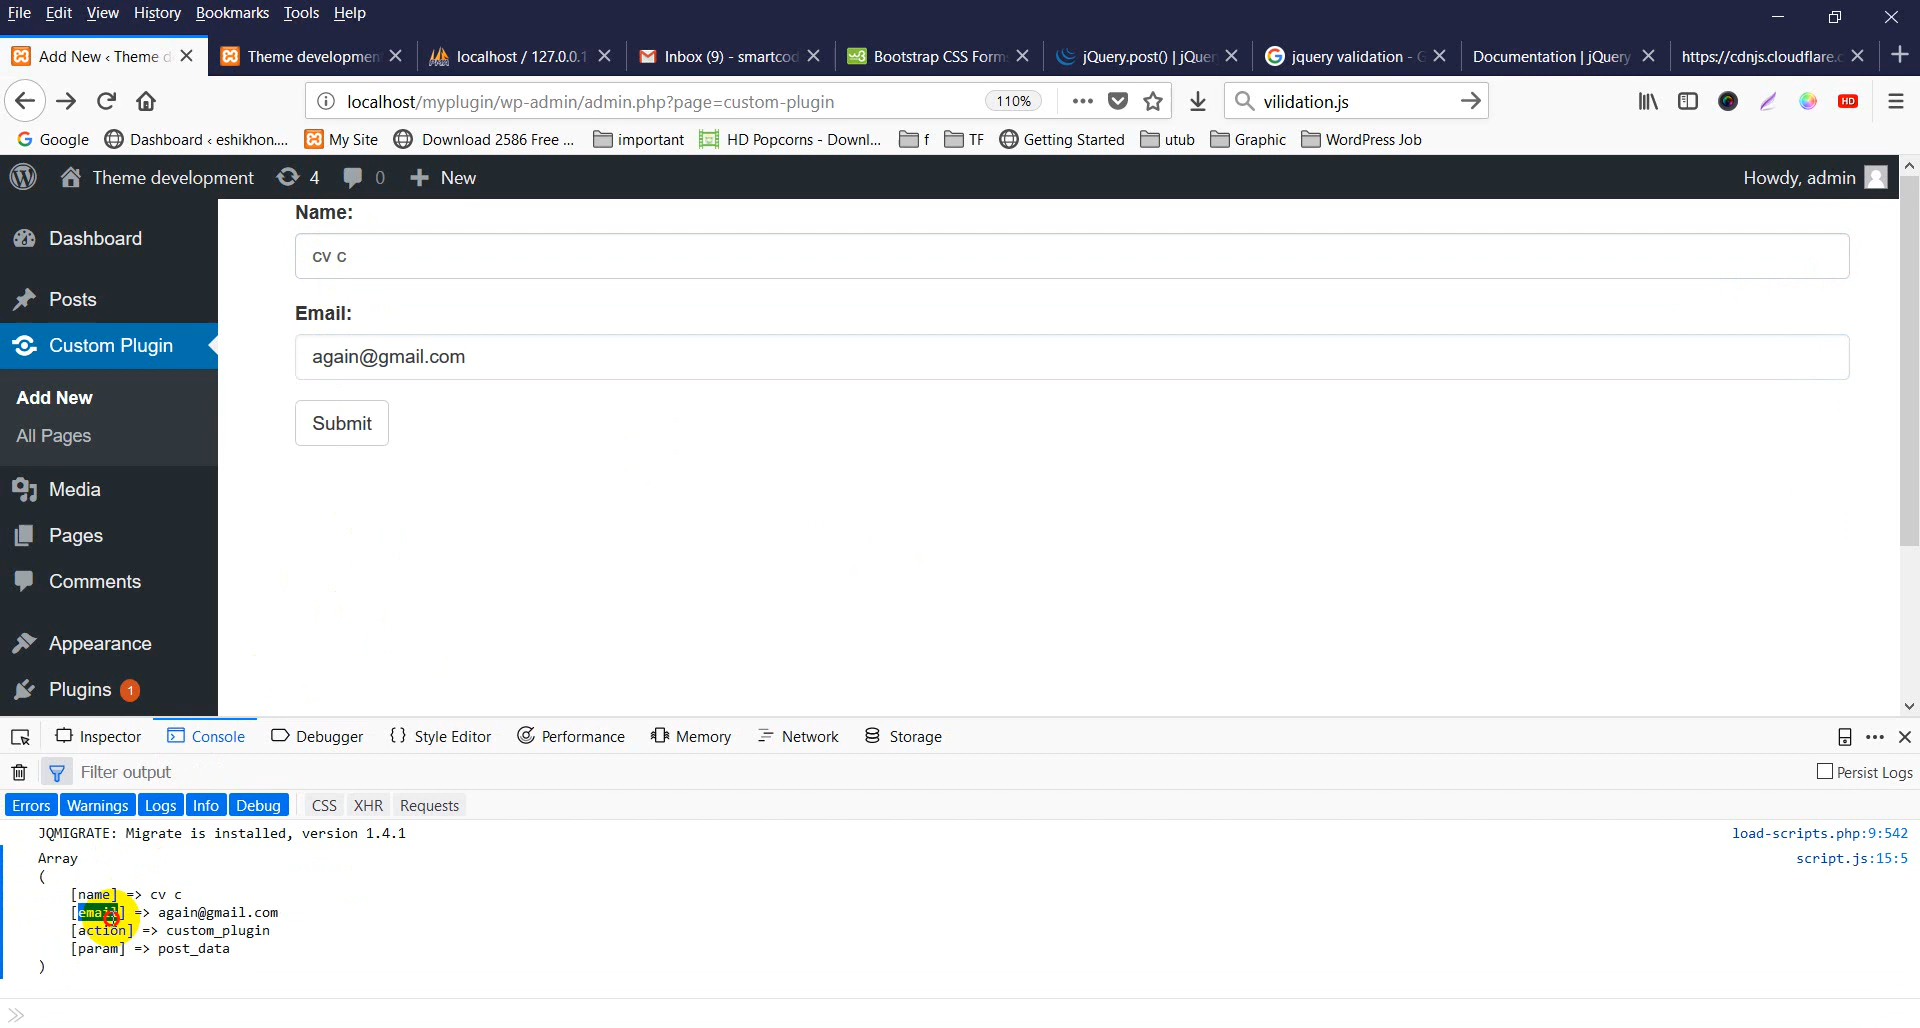 File Edit View History Bookmarks Tools Help
Add New ‹ Theme d
Theme development
localhost / 127.0.0.1
Inbox (9) - smartcod
Bootstrap CSS Forms
jQuery.post() | jQuer
jquery validation - G
Documentation | jQuery
https://cdnjs.cloudflare.c
localhost/myplugin/wp-admin/admin.php?page=custom-plugin 110% vilidation.js HD
Google Dashboard ‹ eshikhon.... My Site Download 2586 Free ... important HD Popcorns - Downl... f TF Getting Started utub Graphic WordPress Job
Theme development 4 0 New Howdy, admin
Dashboard
Posts
Custom Plugin
Add New
All Pages
Media
Pages
Comments
Appearance
Plugins 1
Name:
cv c
Email:
again@gmail.com
Submit
Inspector Console Debugger {} Style Editor Performance Memory Network Storage
Filter output Persist Logs
Errors Warnings Logs Info Debug CSS XHR Requests
JQMIGRATE: Migrate is installed, version 1.4.1 load-scripts.php:9:542
Array script.js:15:5
(
[name] => cv c
[email] => again@gmail.com
[action] => custom_plugin
[param] => post_data
)